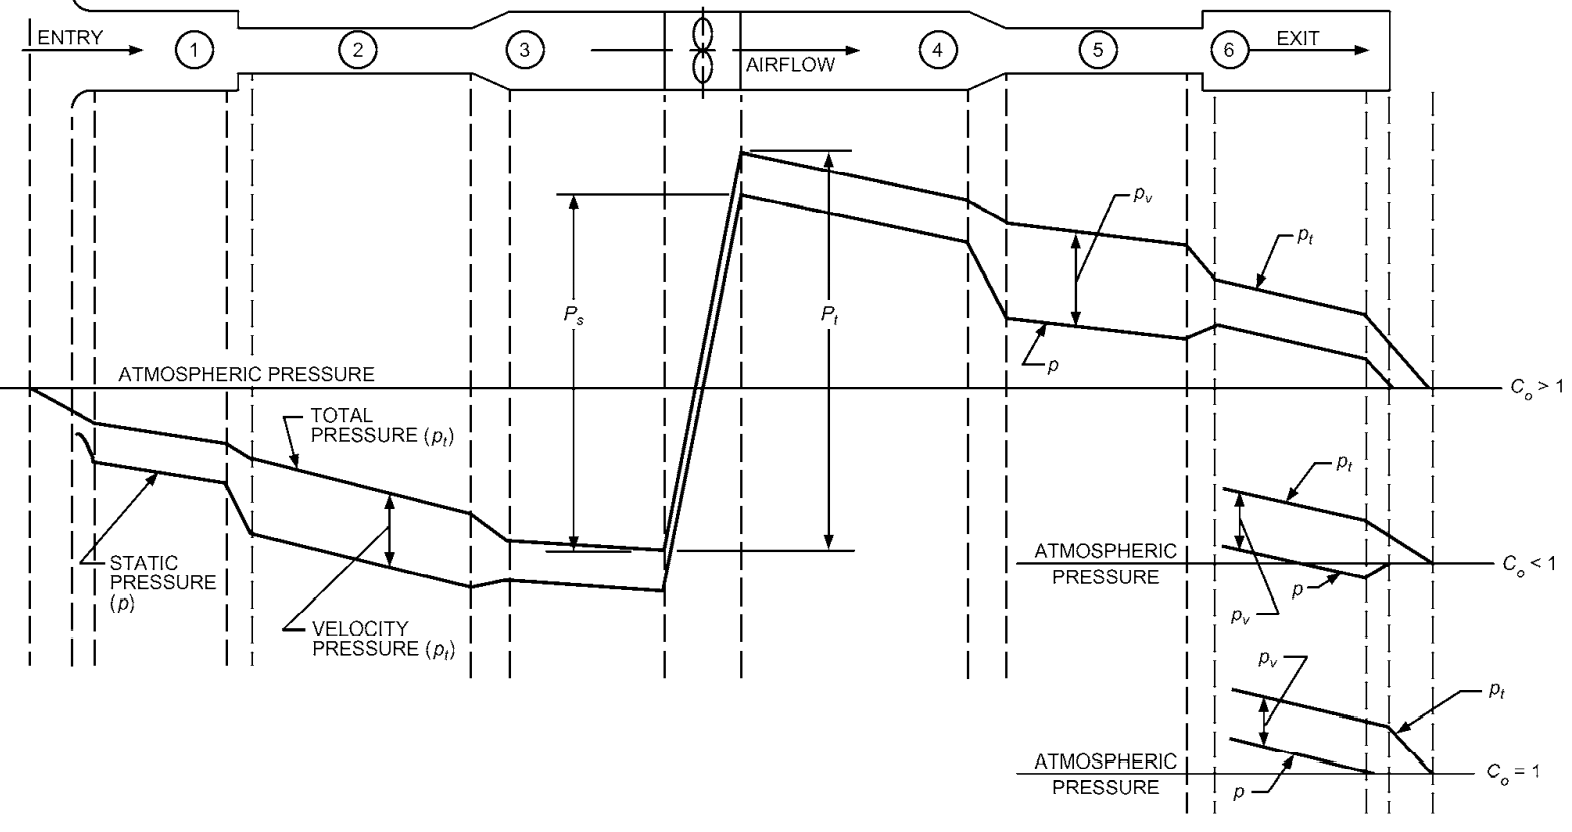 ENTRY
1
2
3
4
5
6
EXIT
AIRFLOW
p_v
p_t
P_s
P_t
p
ATMOSPHERIC PRESSURE
C_o > 1
TOTAL
PRESSURE (p_t)
p_t
STATIC
PRESSURE
(p)
ATMOSPHERIC
PRESSURE
C_o < 1
p
p_v
VELOCITY
PRESSURE (p_t)
p_v
p_t
ATMOSPHERIC
PRESSURE
C_o = 1
p